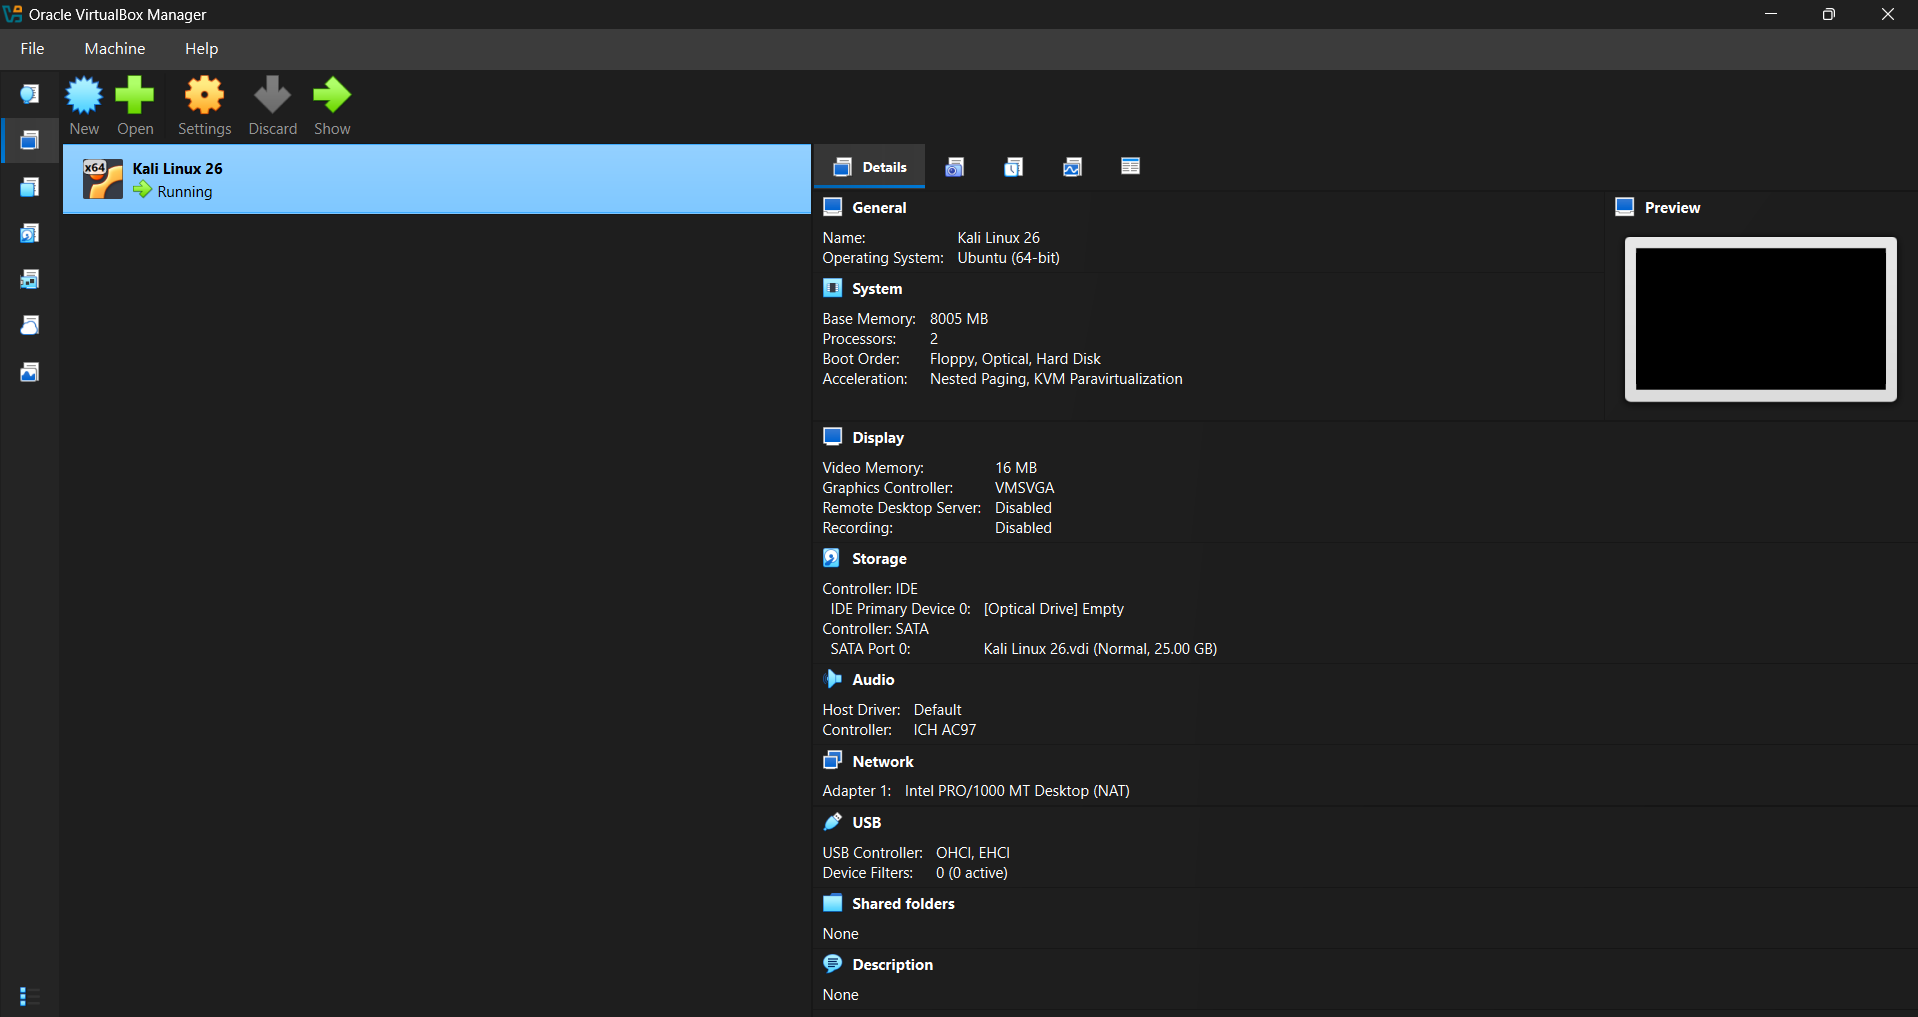 Oracle VirtualBox Manager
File Machine Help
New Open Settings Discard Show
x64
Kali Linux 26
Running
Details
General
Name: Kali Linux 26
Operating System: Ubuntu (64-bit)
Preview
System
Base Memory: 8005 MB
Processors: 2
Boot Order: Floppy, Optical, Hard Disk
Acceleration: Nested Paging, KVM Paravirtualization
Display
Video Memory: 16 MB
Graphics Controller: VMSVGA
Remote Desktop Server: Disabled
Recording: Disabled
Storage
Controller: IDE
IDE Primary Device 0: [Optical Drive] Empty
Controller: SATA
SATA Port 0: Kali Linux 26.vdi (Normal, 25.00 GB)
Audio
Host Driver: Default
Controller: ICH AC97
Network
Adapter 1: Intel PRO/1000 MT Desktop (NAT)
USB
USB Controller: OHCI, EHCI
Device Filters: 0 (0 active)
Shared folders
None
Description
None